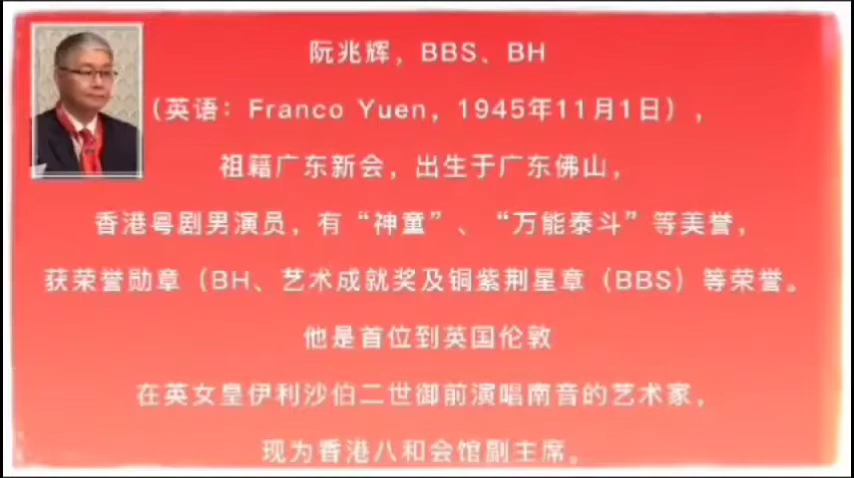 阮兆辉，BBS、BH
（英语：Franco Yuen，1945年11月1日），
祖籍广东新会，出生于广东佛山，
香港粤剧男演员，有“神童”、“万能泰斗”等美誉，
获荣誉勋章（BH、艺术成就奖及铜紫荆星章（BBS）等荣誉。
他是首位到英国伦敦
在英女皇伊利沙伯二世御前演唱南音的艺术家，
现为香港八和会馆副主席。